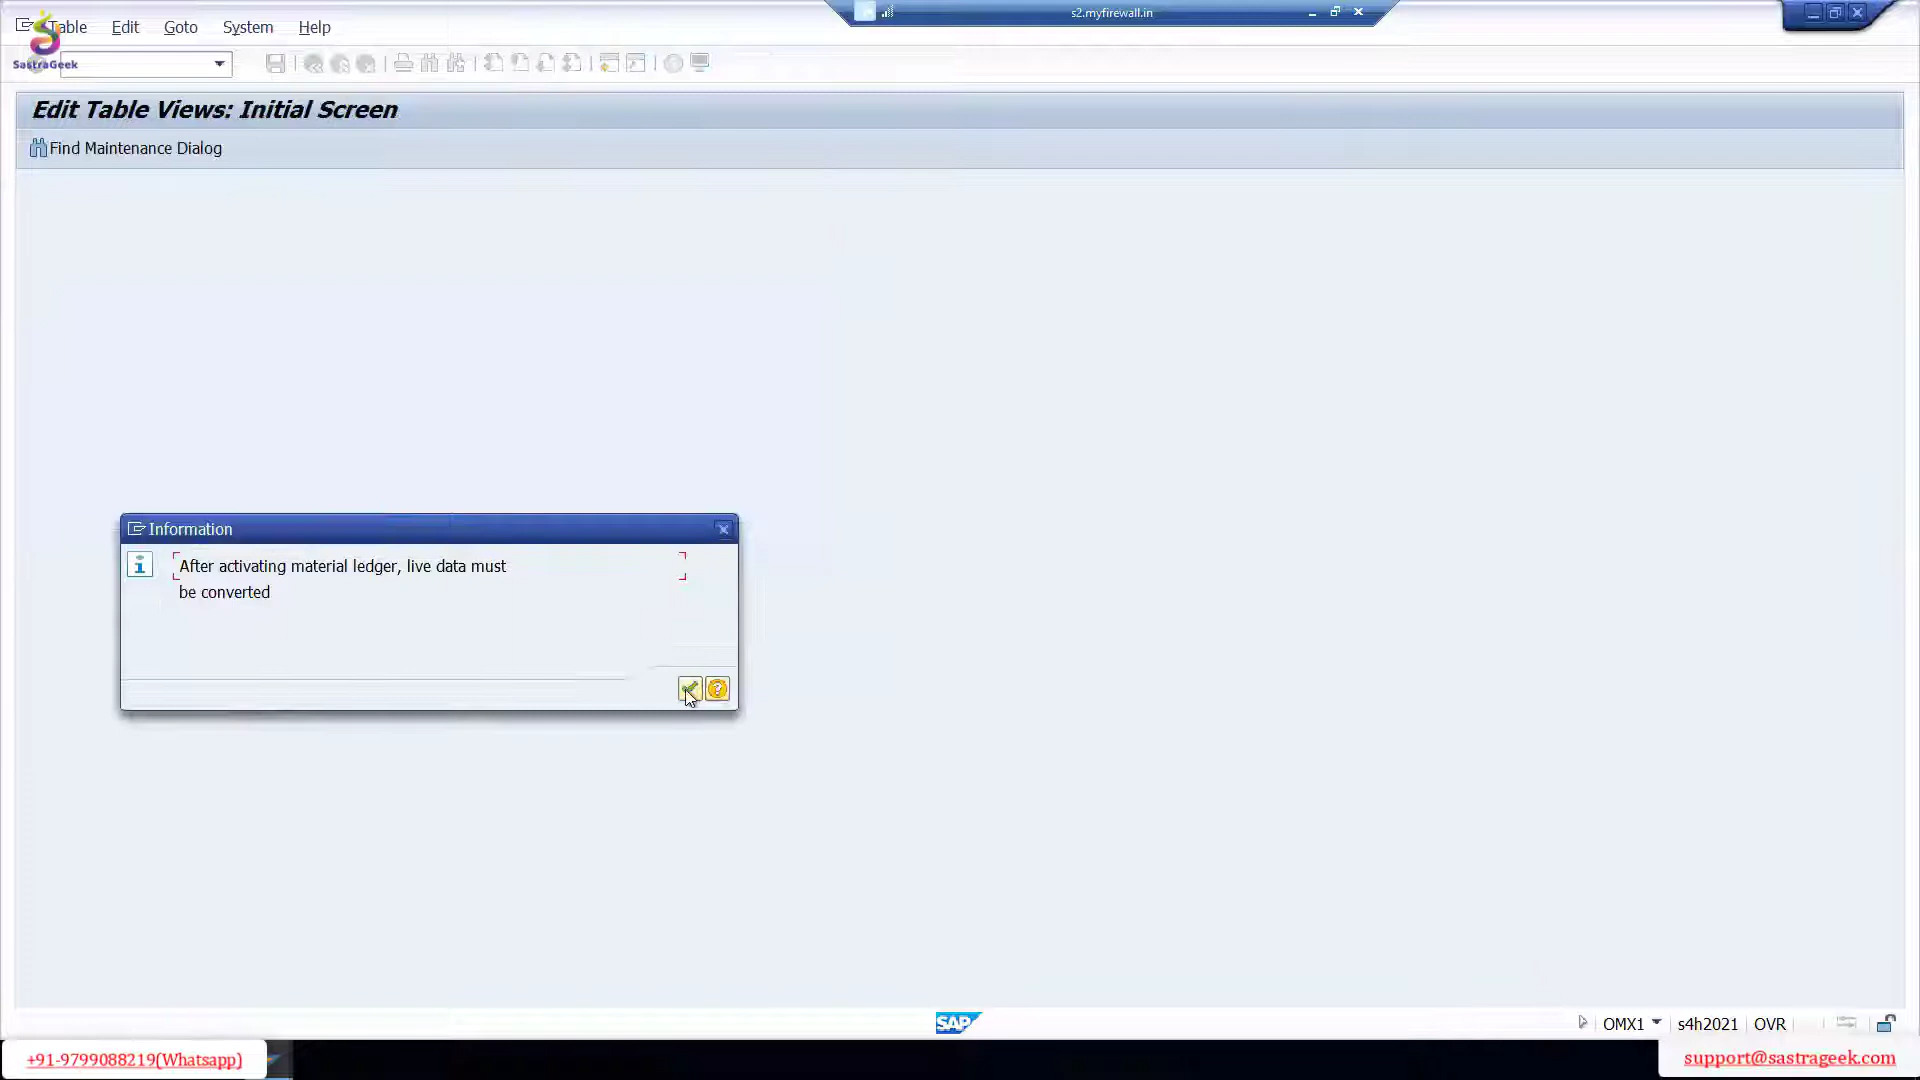 s2.myfirewall.in
Table Edit Goto System Help
SastraGeek
Edit Table Views: Initial Screen
Find Maintenance Dialog
Information
After activating material ledger, live data must
be converted
SAP
OMX1 s4h2021 OVR
+91-9799088219(Whatsapp)
support@sastrageek.com